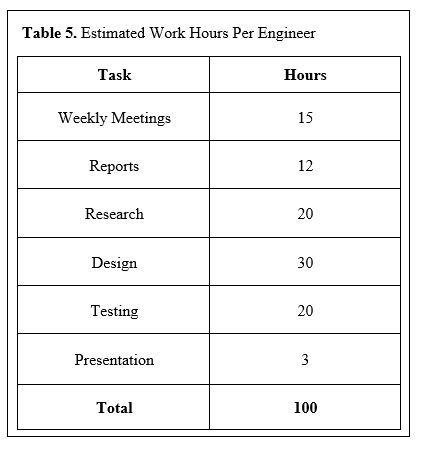 Table 5. Estimated Work Hours Per Engineer
Task Hours
Weekly Meetings 15
Reports 12
Research 20
Design 30
Testing 20
Presentation 3
Total 100